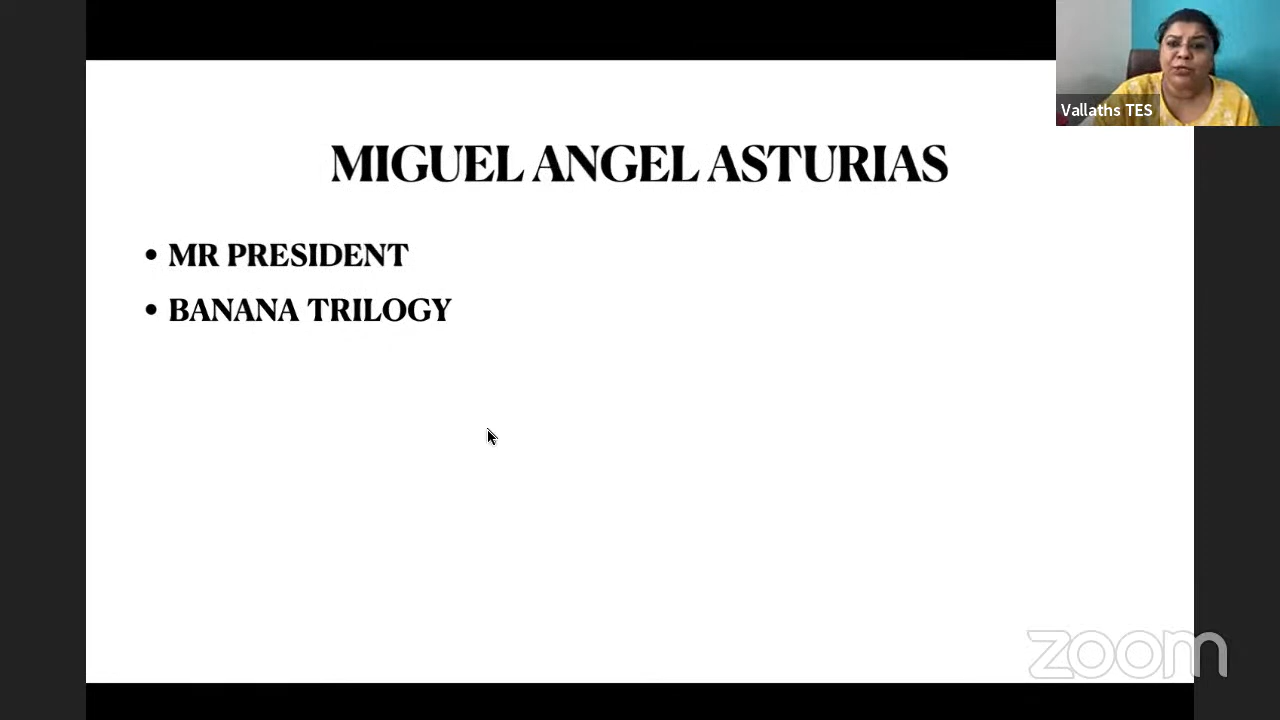 Vallaths TES
MIGUEL ANGEL ASTURIAS
• MR PRESIDENT
• BANANA TRILOGY
zoom